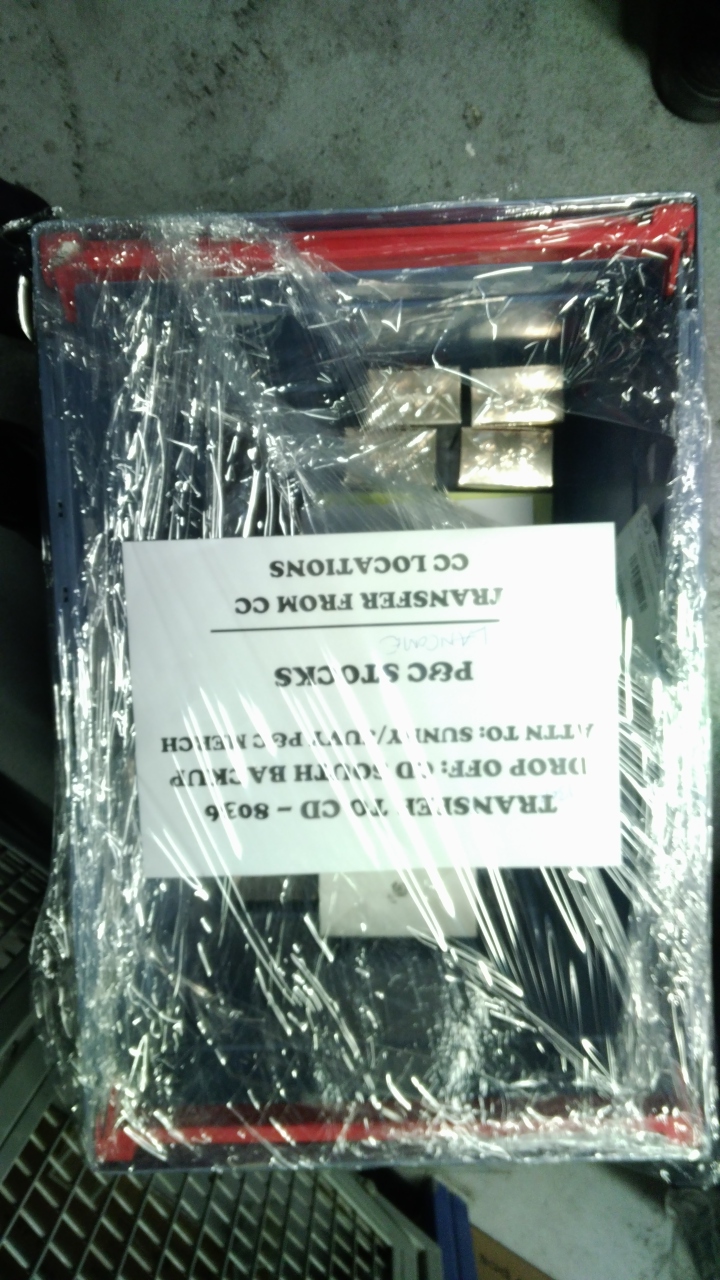 TRANSFER TO CD - 8036
DROP OFF: CD SOUTH BACKUP
ATTN TO: SUNNY/ P&C MERCH
P&C STOCKS
LANCOME
TRANSFER FROM CC
CC LOCATIONS